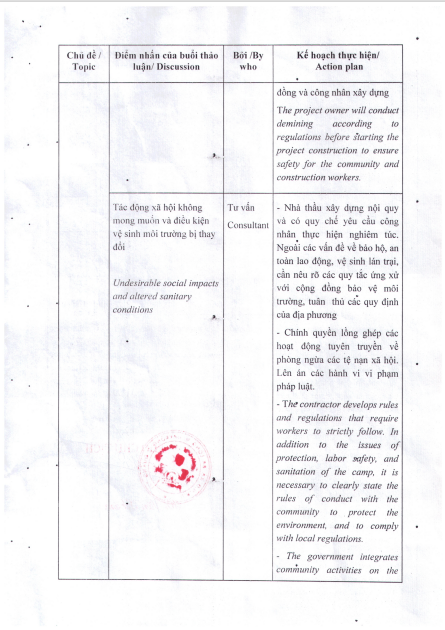 Chủ đề /
Topic
Điểm nhấn của buổi thảo
luận/ Discussion
Bởi /By
who
Kế hoạch thực hiện/
Action plan
đồng và công nhân xây dựng
The project owner will conduct
demining according to
regulations before starting the
project construction to ensure
safety for the community and
construction workers.
Tác động xã hội không
mong muốn và điều kiện
vệ sinh môi trường bị thay
đổi
Undesirable social impacts
and altered sanitary
conditions
Tư vấn
Consultant
- Nhà thầu xây dựng nội quy
và có quy chế yêu cầu công
nhân thực hiện nghiêm túc.
Ngoài các vấn đề về bảo hộ, an
toàn lao động, vệ sinh lán trại,
cần nêu rõ các quy tắc ứng xử
với cộng đồng bảo vệ môi
trường, tuân thủ các quy định
của địa phương
- Chính quyền lồng ghép các
hoạt động tuyên truyền về
phòng ngừa các tệ nạn xã hội.
Lên án các hành vi vi phạm
pháp luật.
- The contractor develops rules
and regulations that require
workers to strictly follow. In
addition to the issues of
protection, labor safety, and
sanitation of the camp, it is
necessary to clearly state the
rules of conduct with the
community to protect the
environment, and to comply
with local regulations.
- The government integrates
community activities on the